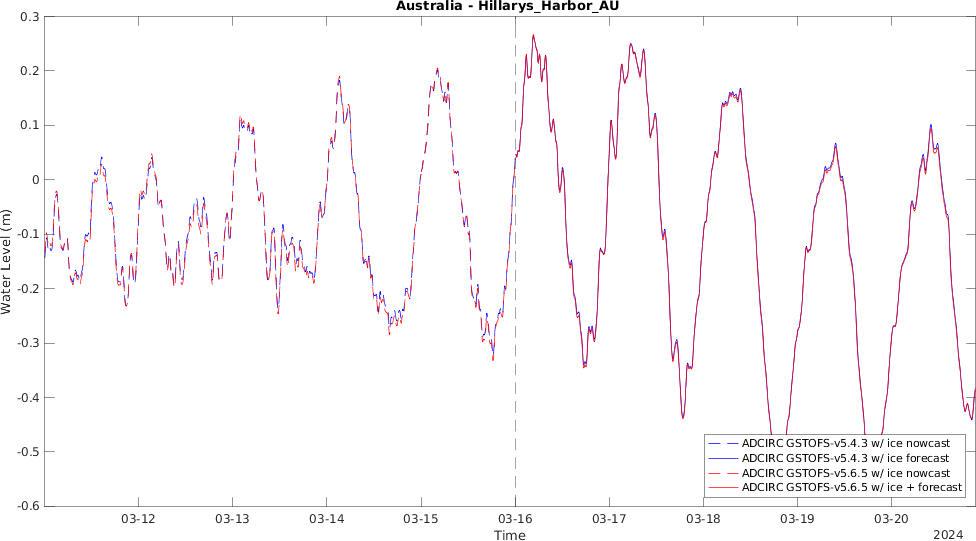 Australia - Hillarys_Harbor_AU
0.3
0.2
0.1
0
-0.1
-0.2
-0.3
-0.4
-0.5
-0.6
Water Level (m)
ADCIRC GSTOFS-v5.4.3 w/ ice nowcast
ADCIRC GSTOFS-v5.4.3 w/ ice forecast
ADCIRC GSTOFS-v5.6.5 w/ ice nowcast
ADCIRC GSTOFS-v5.6.5 w/ ice + forecast
03-12 03-13 03-14 03-15 03-16 03-17 03-18 03-19 03-20
Time
2024